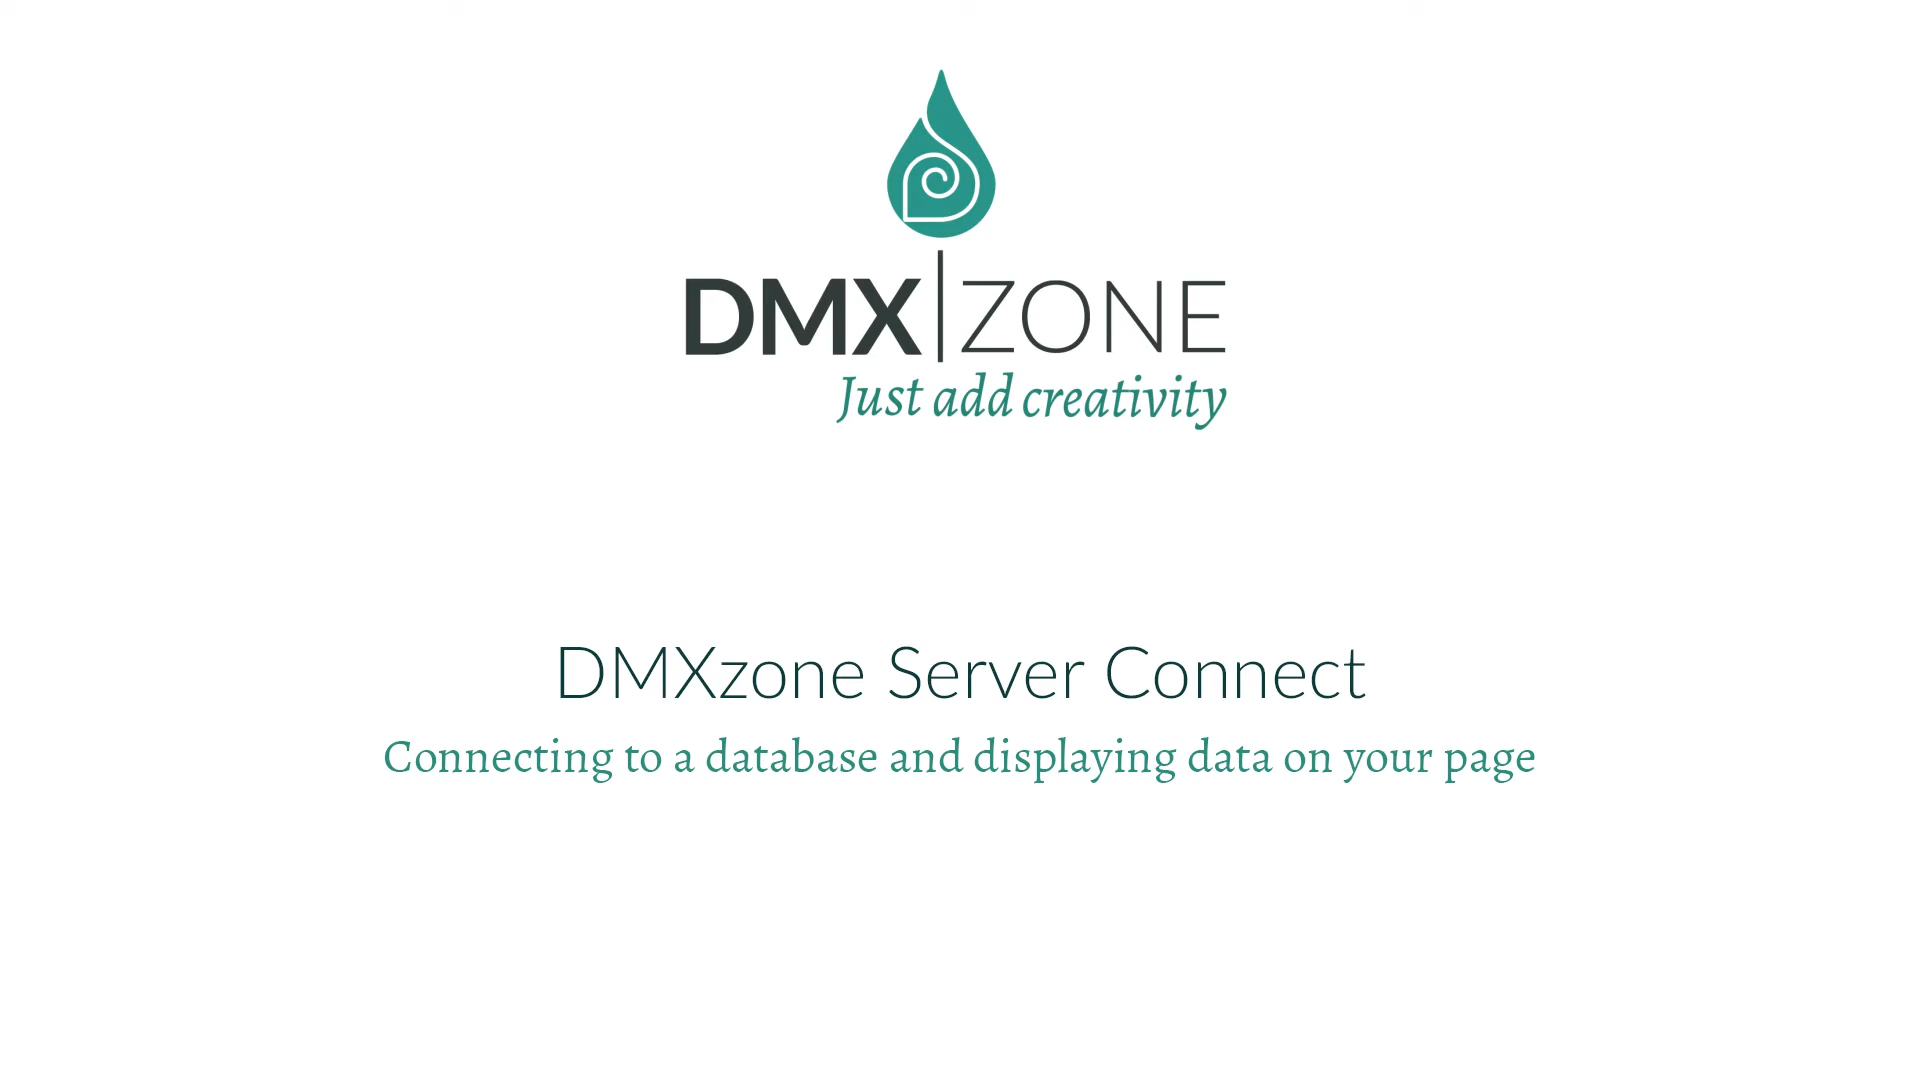 DMX|ZONE
Just add creativity
DMXzone Server Connect
Connecting to a database and displaying data on your page